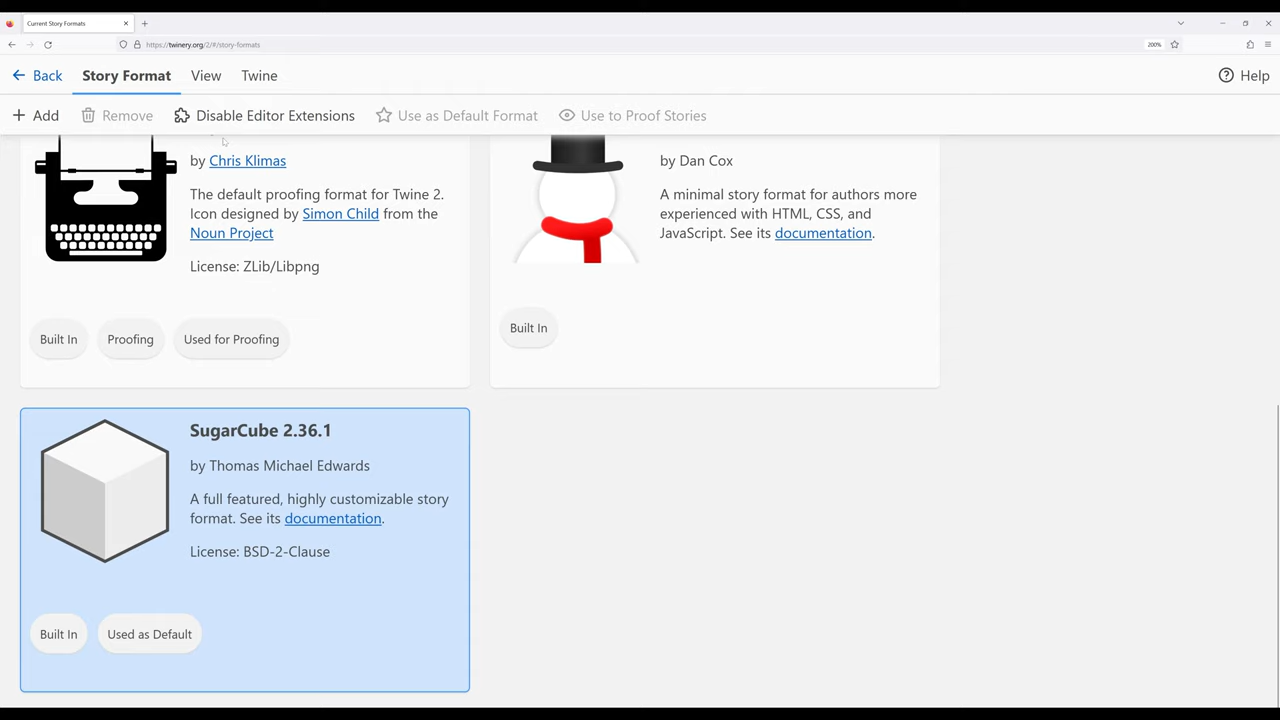 Current Story Formats
https://twinery.org/2/#/story-formats
200%
Back
Story Format
View
Twine
Help
Add
Remove
Disable Editor Extensions
Use as Default Format
Use to Proof Stories
by Chris Klimas
The default proofing format for Twine 2.
Icon designed by Simon Child from the
Noun Project
License: ZLib/Libpng
Built In
Proofing
Used for Proofing
by Dan Cox
A minimal story format for authors more
experienced with HTML, CSS, and
JavaScript. See its documentation.
Built In
SugarCube 2.36.1
by Thomas Michael Edwards
A full featured, highly customizable story
format. See its documentation.
License: BSD-2-Clause
Built In
Used as Default